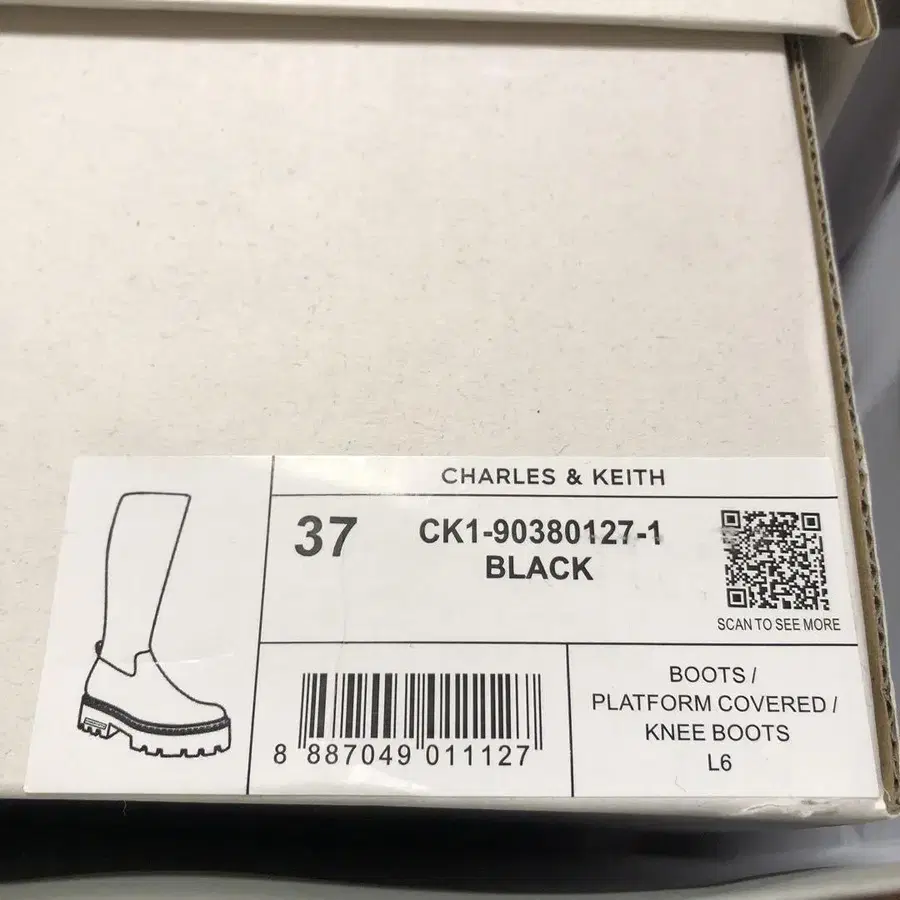 CHARLES & KEITH
37
CK1-90380127-1
BLACK
SCAN TO SEE MORE
8 887049 011127
BOOTS /
PLATFORM COVERED /
KNEE BOOTS
L6